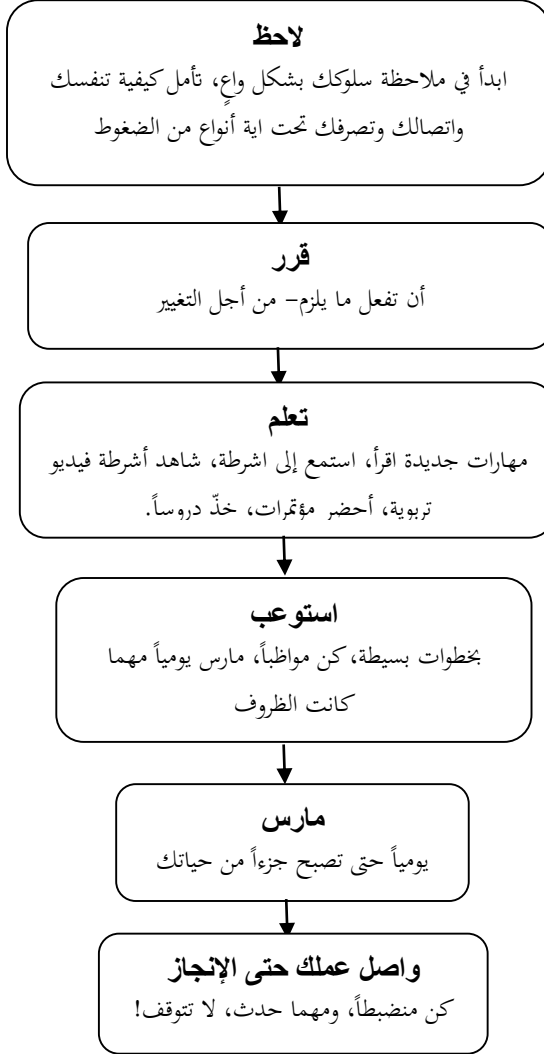 لاحظ
ابدأ في ملاحظة سلوكك بشكل واعٍ، تأمل كيفية تنفسك
واتصالك وتصرفك تحت اية أنواع من الضغوط
قرر
أن تفعل ما يلزم– من أجل التغيير
تعلم
مهارات جديدة اقرأ، استمع إلى اشرطة، شاهد أشرطة فيديو
تربوية، أحضر مؤتمرات، خذّ دروساً.
استوعب
بخطوات بسيطة، كن مواظباً، مارس يومياً مهما
كانت الظروف
مارس
يومياً حتى تصبح جزءاً من حياتك
واصل عملك حتى الإنجاز
كن منضبطاً، ومهما حدث، لا تتوقف!